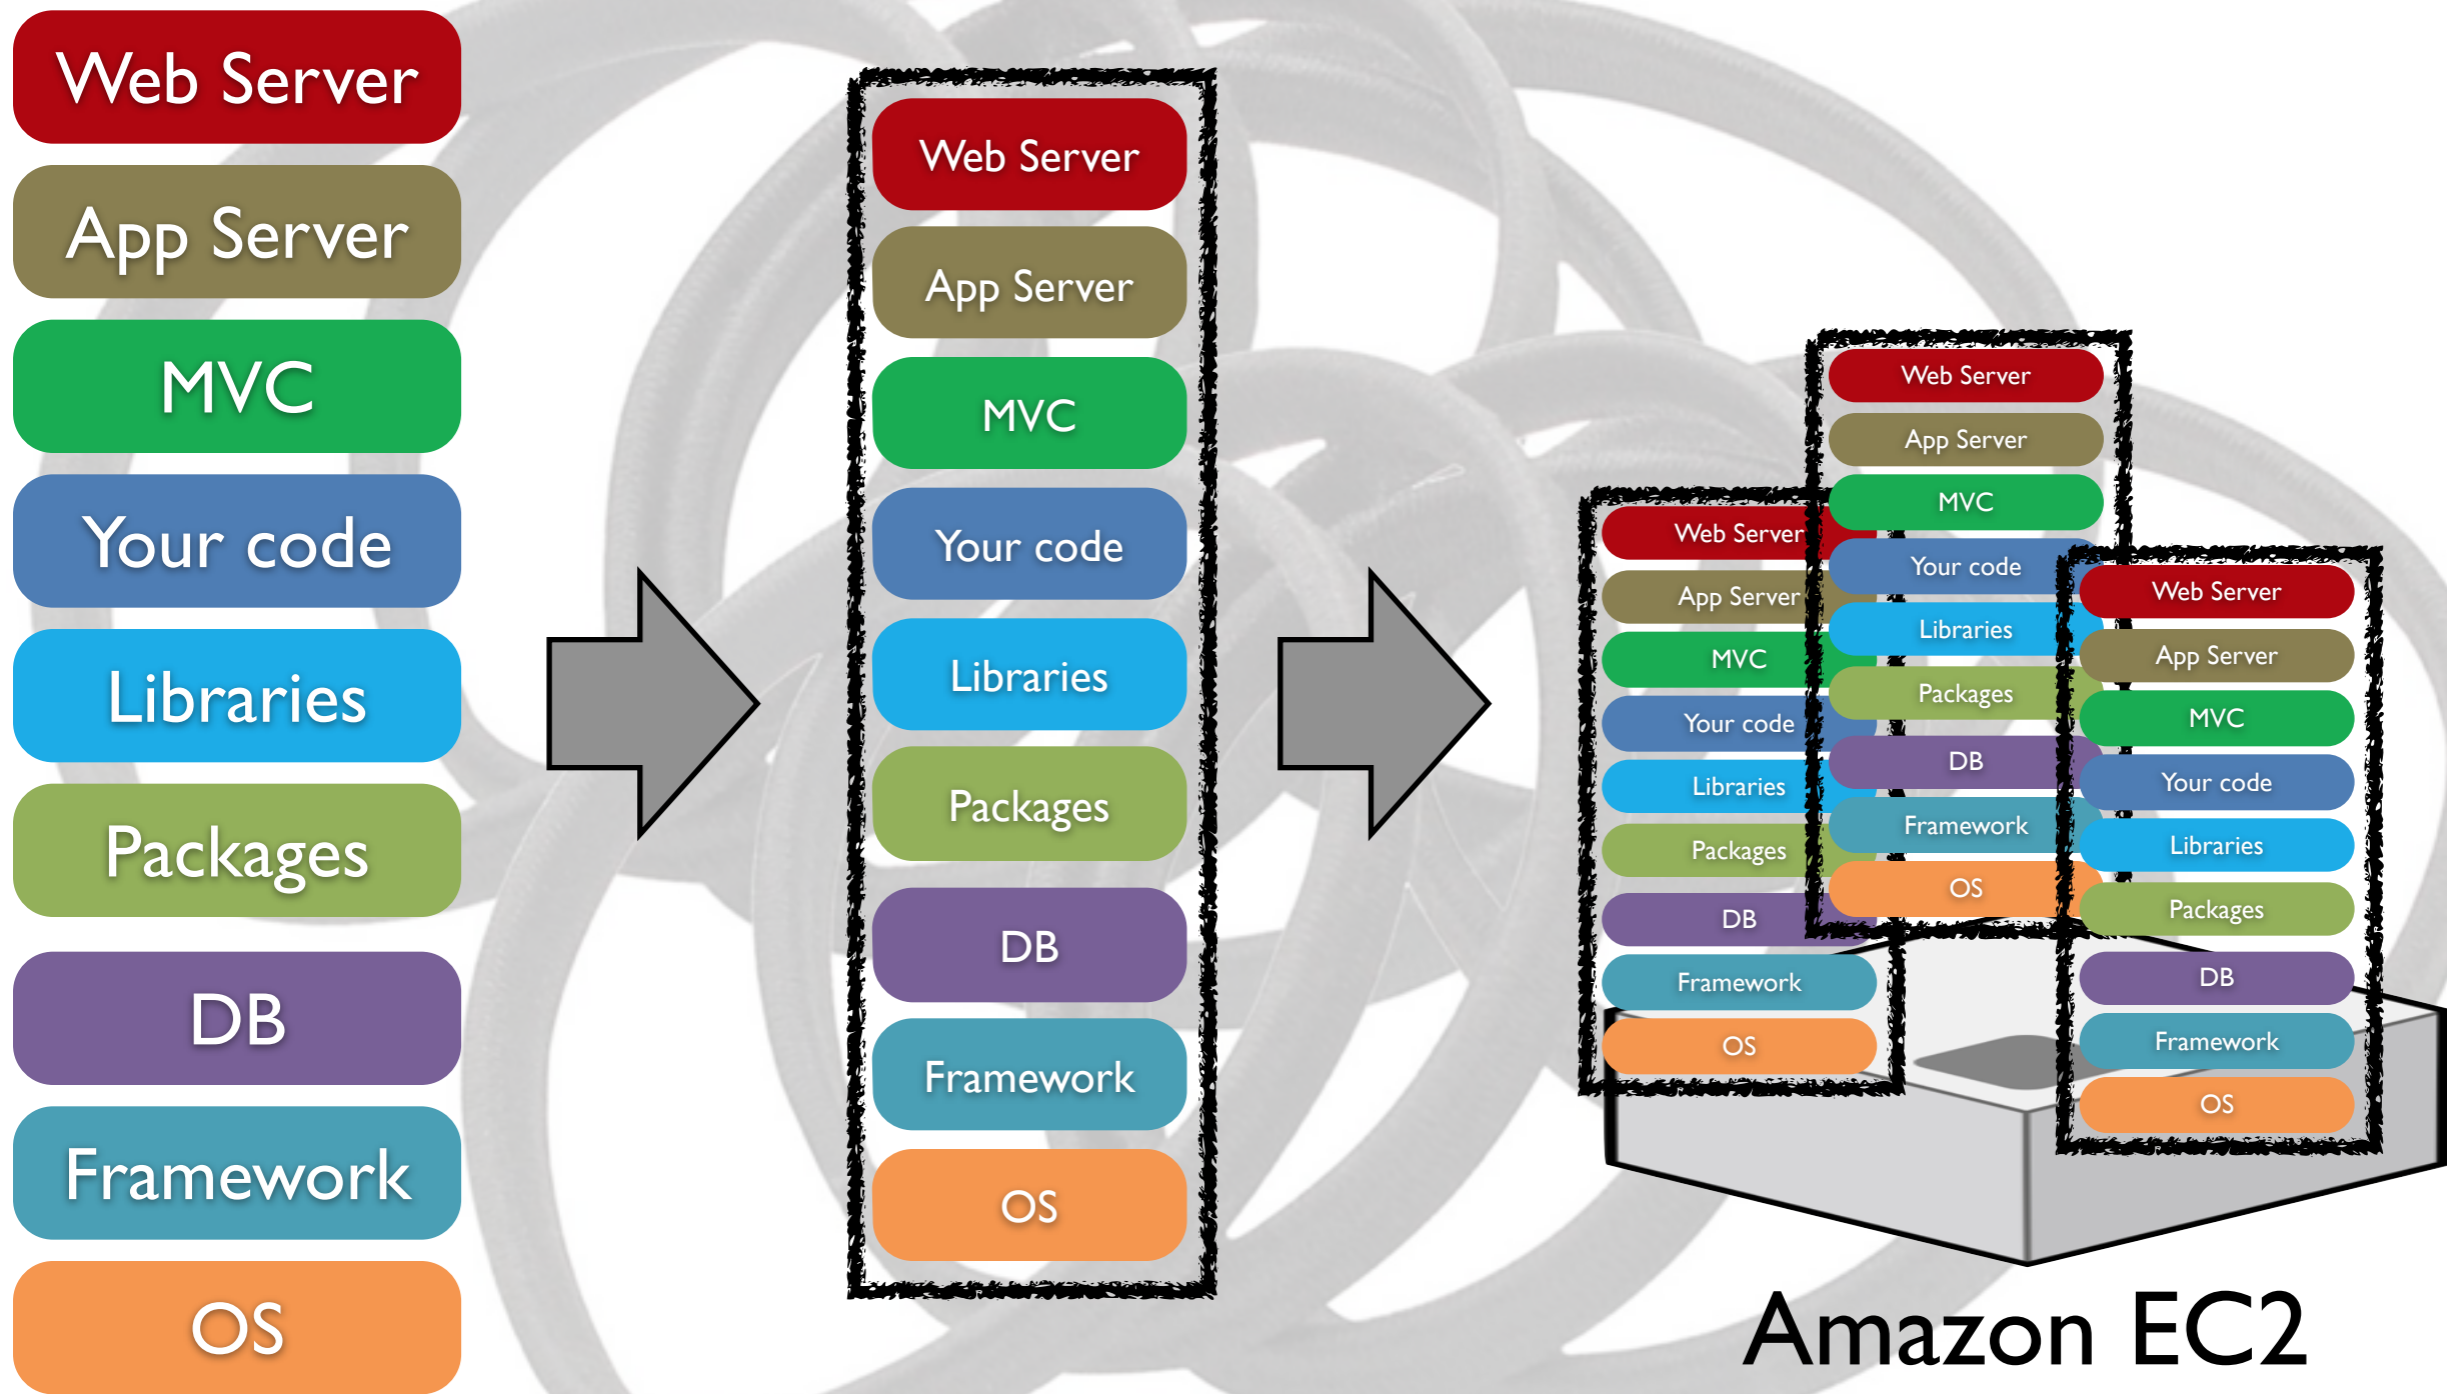 Web Server
App Server
MVC
Your code
Libraries
Packages
DB
Framework
OS
Web Server
App Server
MVC
Your code
Libraries
Packages
DB
Framework
OS
Web Server
App Server
MVC
Your code
Libraries
Packages
DB
Framework
OS
Web Server
App Server
MVC
Your code
Libraries
Packages
DB
Framework
OS
Web Server
App Server
MVC
Your code
Libraries
Packages
DB
Framework
OS
Amazon EC2